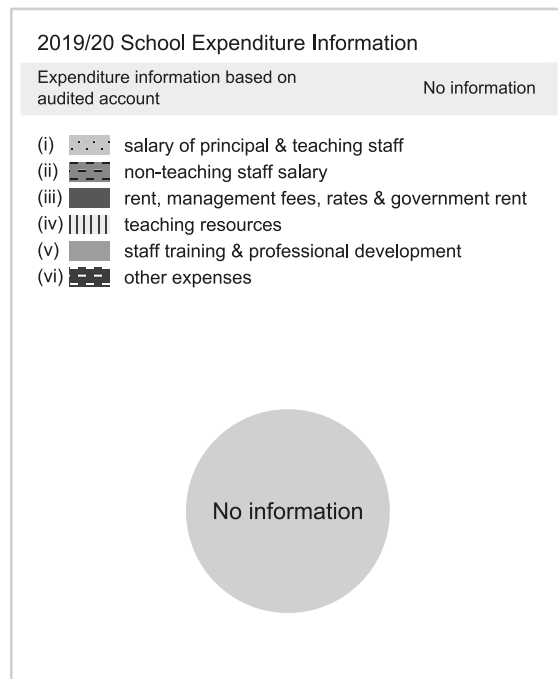 2019/20 School Expenditure Information
Expenditure information based on
audited account
No information
(i) salary of principal & teaching staff
(ii) non-teaching staff salary
(iii) rent, management fees, rates & government rent
(iv) teaching resources
(v) staff training & professional development
(vi) other expenses
No information